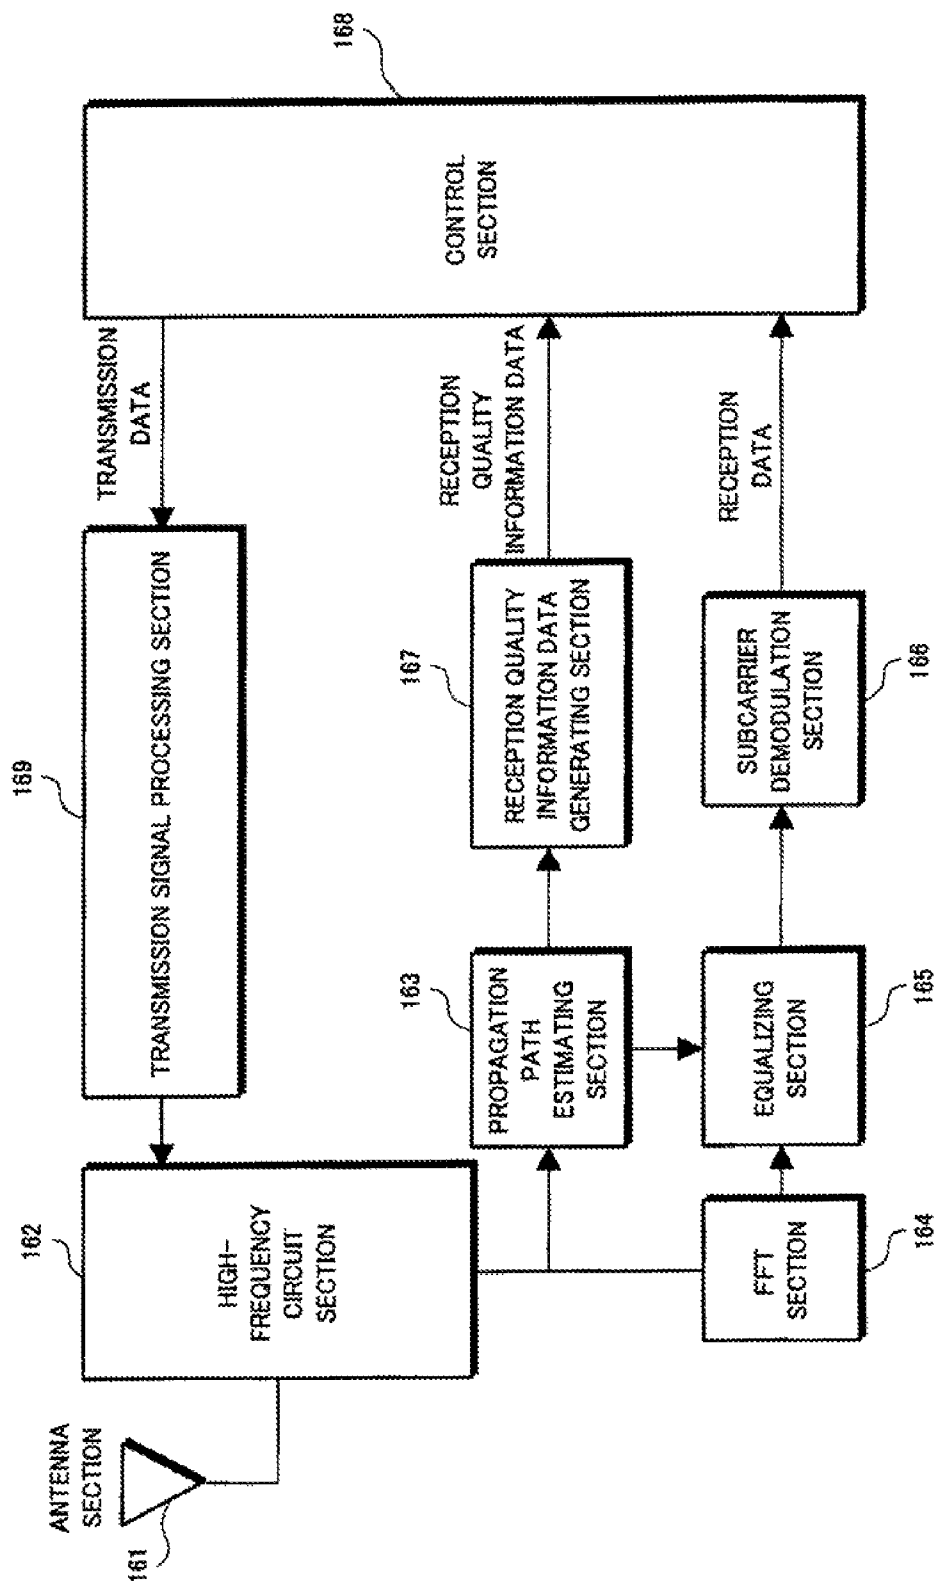 ANTENNA
SECTION
161
162
HIGH-
FREQUENCY
CIRCUIT
SECTION
169
TRANSMISSION SIGNAL PROCESSING SECTION
TRANSMISSION
DATA
168
CONTROL
SECTION
163
PROPAGATION
PATH
ESTIMATING
SECTION
167
RECEPTION QUALITY
INFORMATION DATA
GENERATING SECTION
RECEPTION
QUALITY
INFORMATION DATA
164
FFT
SECTION
165
EQUALIZING
SECTION
166
SUBCARRIER
DEMODULATION
SECTION
RECEPTION
DATA